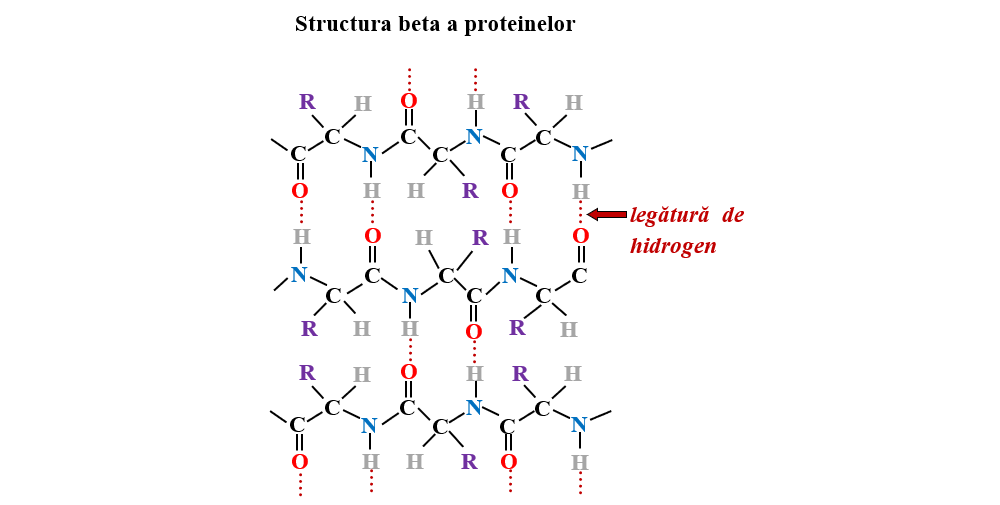 Structura beta a proteinelor
R H O H R H
C C N C C N
C N C C
O H H R O H
legătură de
H O H R H O
hidrogen
N C C N C
C N C C
R H H O R H
R H O H R H
C C N C
C N C C N
O H H R O H